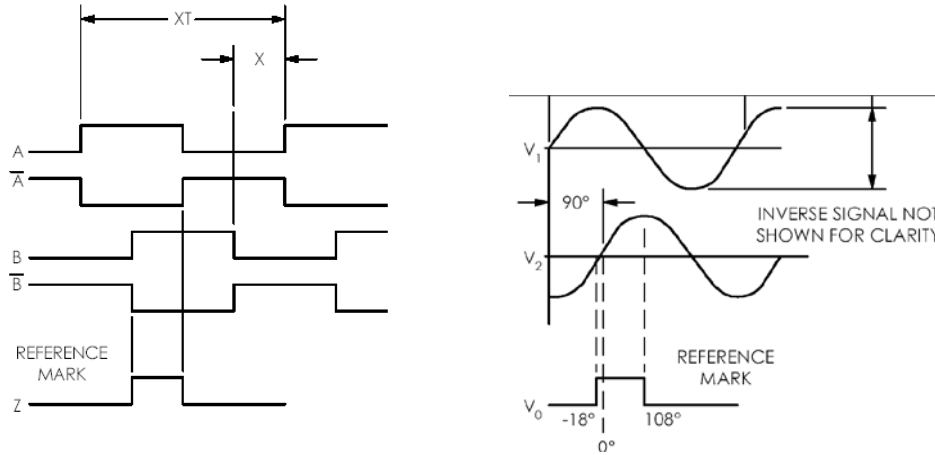 XT
X
A
A̅
B
B̅
REFERENCE
MARK
Z
V₁
90°
INVERSE SIGNAL NOT
SHOWN FOR CLARITY
V₂
REFERENCE
MARK
V₀
-18°
108°
0°